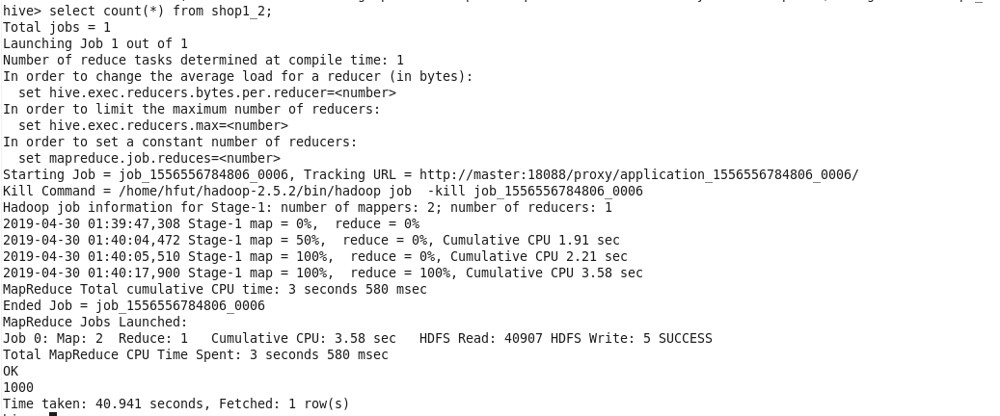 hive> select count(*) from shop1_2;
Total jobs = 1
Launching Job 1 out of 1
Number of reduce tasks determined at compile time: 1
In order to change the average load for a reducer (in bytes):
  set hive.exec.reducers.bytes.per.reducer=<number>
In order to limit the maximum number of reducers:
  set hive.exec.reducers.max=<number>
In order to set a constant number of reducers:
  set mapreduce.job.reduces=<number>
Starting Job = job_1556556784806_0006, Tracking URL = http://master:18088/proxy/application_1556556784806_0006/
Kill Command = /home/hfut/hadoop-2.5.2/bin/hadoop job  -kill job_1556556784806_0006
Hadoop job information for Stage-1: number of mappers: 2; number of reducers: 1
2019-04-30 01:39:47,308 Stage-1 map = 0%,  reduce = 0%
2019-04-30 01:40:04,472 Stage-1 map = 50%,  reduce = 0%, Cumulative CPU 1.91 sec
2019-04-30 01:40:05,510 Stage-1 map = 100%,  reduce = 0%, Cumulative CPU 2.21 sec
2019-04-30 01:40:17,900 Stage-1 map = 100%,  reduce = 100%, Cumulative CPU 3.58 sec
MapReduce Total cumulative CPU time: 3 seconds 580 msec
Ended Job = job_1556556784806_0006
MapReduce Jobs Launched:
Job 0: Map: 2  Reduce: 1   Cumulative CPU: 3.58 sec   HDFS Read: 40907 HDFS Write: 5 SUCCESS
Total MapReduce CPU Time Spent: 3 seconds 580 msec
OK
1000
Time taken: 40.941 seconds, Fetched: 1 row(s)